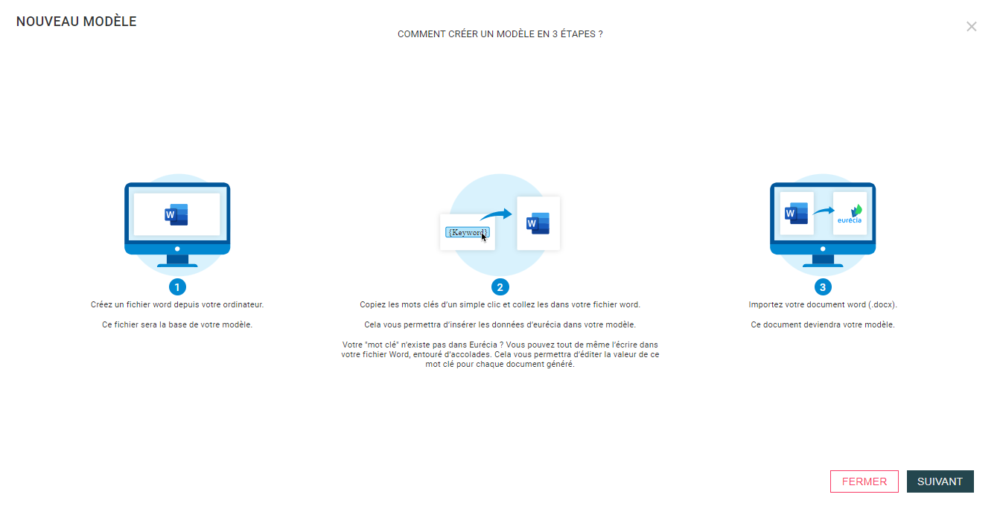 NOUVEAU MODÈLE
COMMENT CRÉER UN MODÈLE EN 3 ÉTAPES ?
W
{Keyword}
W
W
eurécia
1
2
3
Créez un fichier word depuis votre ordinateur.
Ce fichier sera la base de votre modèle.
Copiez les mots clés d’un simple clic et collez les dans votre fichier word.
Cela vous permettra d’insérer les données d’eurécia dans votre modèle.
Votre "mot clé" n’existe pas dans Eurécia ? Vous pouvez tout de même l’écrire dans
votre fichier Word, entouré d’accolades. Cela vous permettra d’éditer la valeur de ce
mot clé pour chaque document généré.
Importez votre document word (.docx).
Ce document deviendra votre modèle.
FERMER
SUIVANT